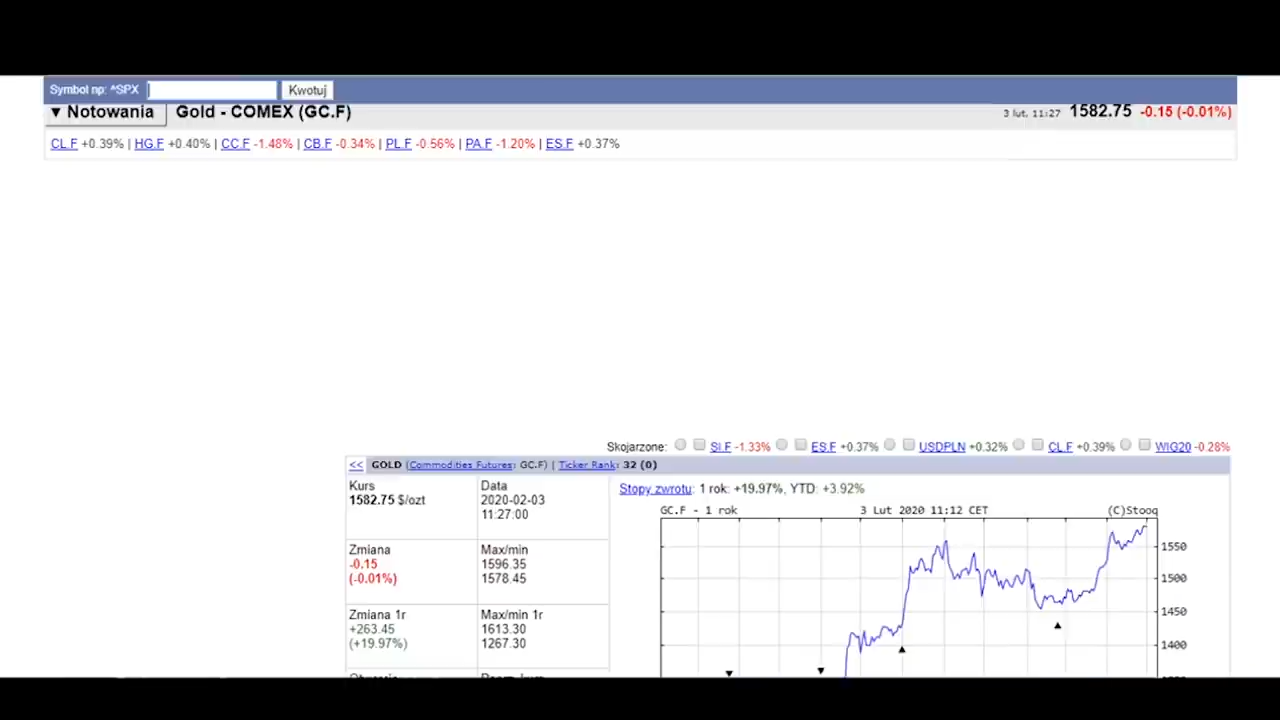 Symbol np: ^SPX Kwotuj
▼ Notowania Gold - COMEX (GC.F) 3 lut, 11:27 1582.75 -0.15 (-0.01%)
CL.F +0.39% | HG.F +0.40% | CC.F -1.48% | CB.F -0.34% | PL.F -0.56% | PA.F -1.20% | ES.F +0.37%
Skojarzone: SI.F -1.33% ES.F +0.37% USDPLN +0.32% CL.F +0.39% WIG20 -0.28%
<< GOLD (Commodities Futures: GC.F) | Ticker Rank: 32 (0)
Kurs
1582.75 $/ozt
Data
2020-02-03
11:27:00
Zmiana
-0.15
(-0.01%)
Max/min
1596.35
1578.45
Zmiana 1r
+263.45
(+19.97%)
Max/min 1r
1613.30
1267.30
Stopy zwrotu: 1 rok: +19.97%, YTD: +3.92%
GC.F - 1 rok 3 Lut 2020 11:12 CET (C)Stooq
1550
1500
1450
1400